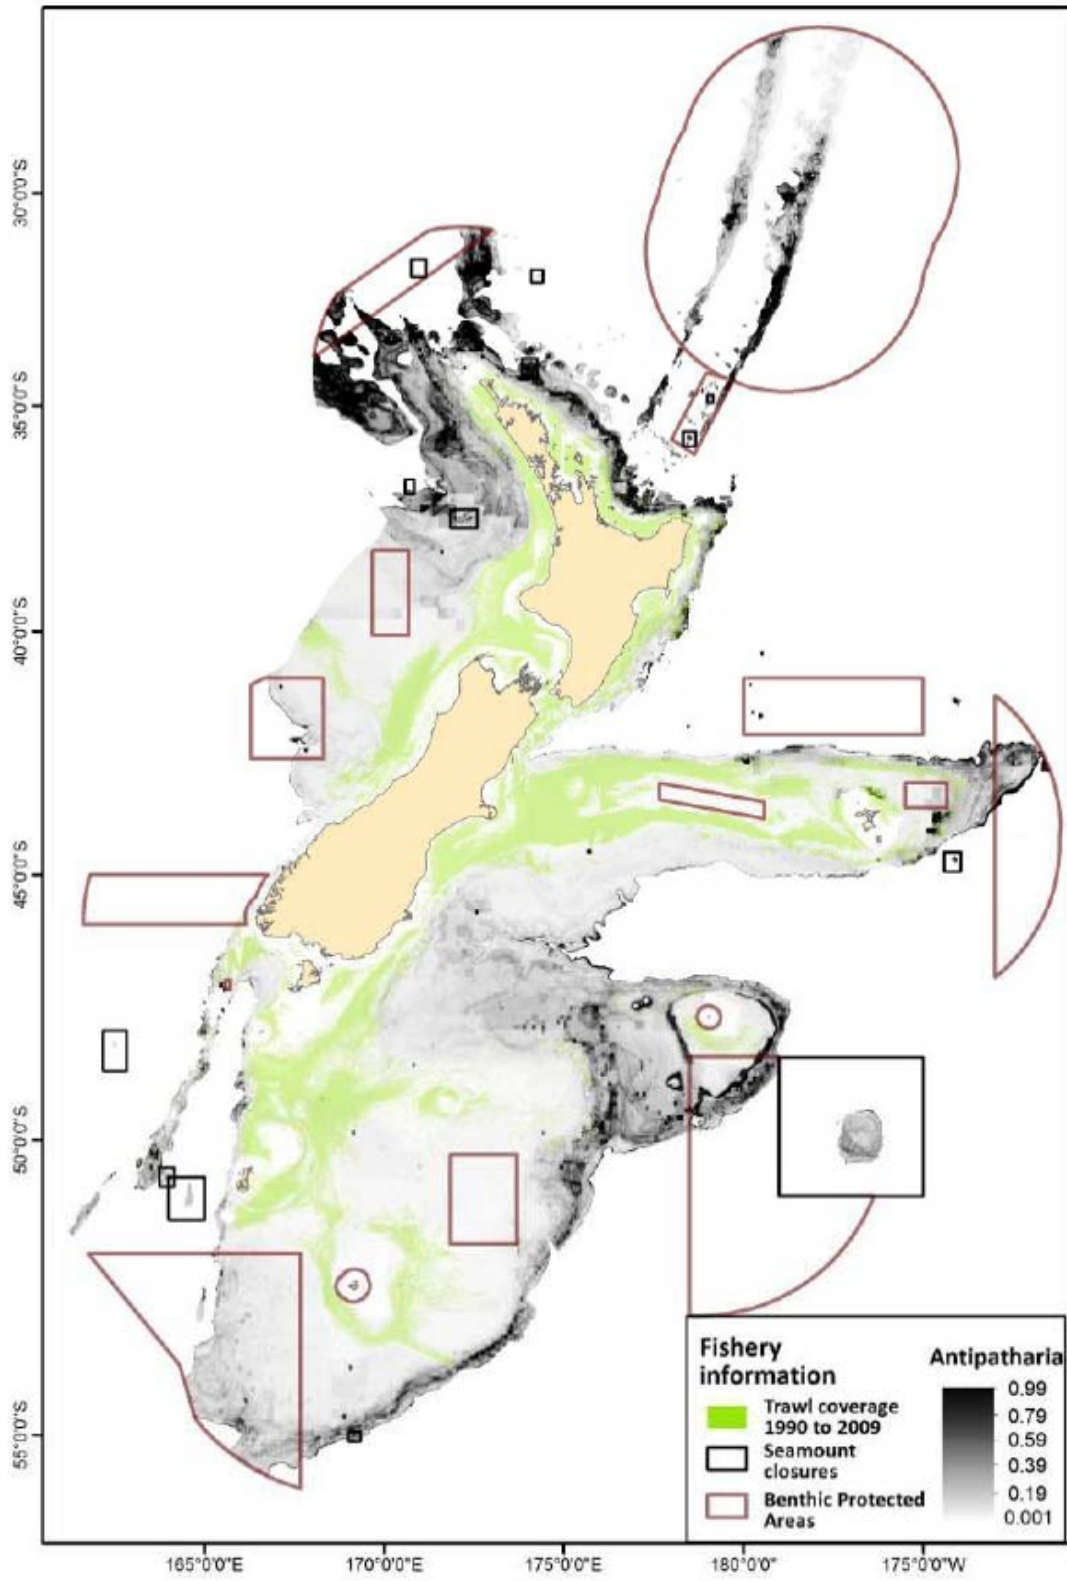 30°0'0"S
35°0'0"S
40°0'0"S
45°0'0"S
50°0'0"S
55°0'0"S
Fishery
information
Trawl coverage
1990 to 2009
Seamount
closures
Benthic Protected
Areas
Antipatharia
0.99
0.79
0.59
0.39
0.19
0.001
165°0'0"E
170°0'0"E
175°0'0"E
180°0'0"
175°0'0"W